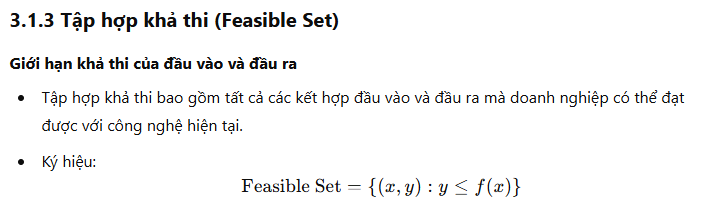 3.1.3 Tập hợp khả thi (Feasible Set)
Giới hạn khả thi của đầu vào và đầu ra
• Tập hợp khả thi bao gồm tất cả các kết hợp đầu vào và đầu ra mà doanh nghiệp có thể đạt
được với công nghệ hiện tại.
• Ký hiệu:
Feasible Set = {(x, y) : y ≤ f(x)}